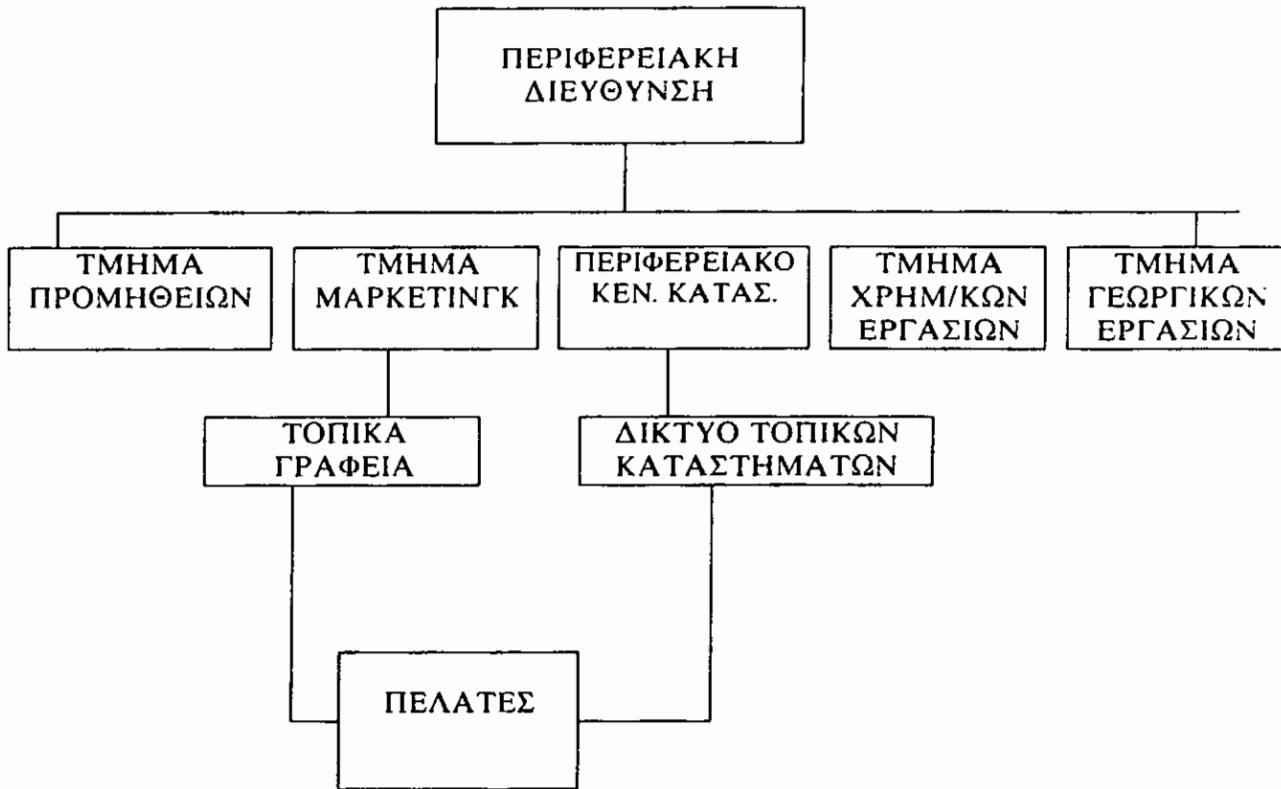 ΠΕΡΙΦΕΡΕΙΑΚΗ
ΔΙΕΥΘΥΝΣΗ
ΤΜΗΜΑ
ΠΡΟΜΗΘΕΙΩΝ
ΤΜΗΜΑ
ΜΑΡΚΕΤΙΝΓΚ
ΠΕΡΙΦΕΡΕΙΑΚΟ
ΚΕΝ. ΚΑΤΑΣ.
ΤΜΗΜΑ
ΧΡΗΜ/ΚΩΝ
ΕΡΓΑΣΙΩΝ
ΤΜΗΜΑ
ΓΕΩΡΓΙΚΩΝ
ΕΡΓΑΣΙΩΝ
ΤΟΠΙΚΑ
ΓΡΑΦΕΙΑ
ΔΙΚΤΥΟ ΤΟΠΙΚΩΝ
ΚΑΤΑΣΤΗΜΑΤΩΝ
ΠΕΛΑΤΕΣ